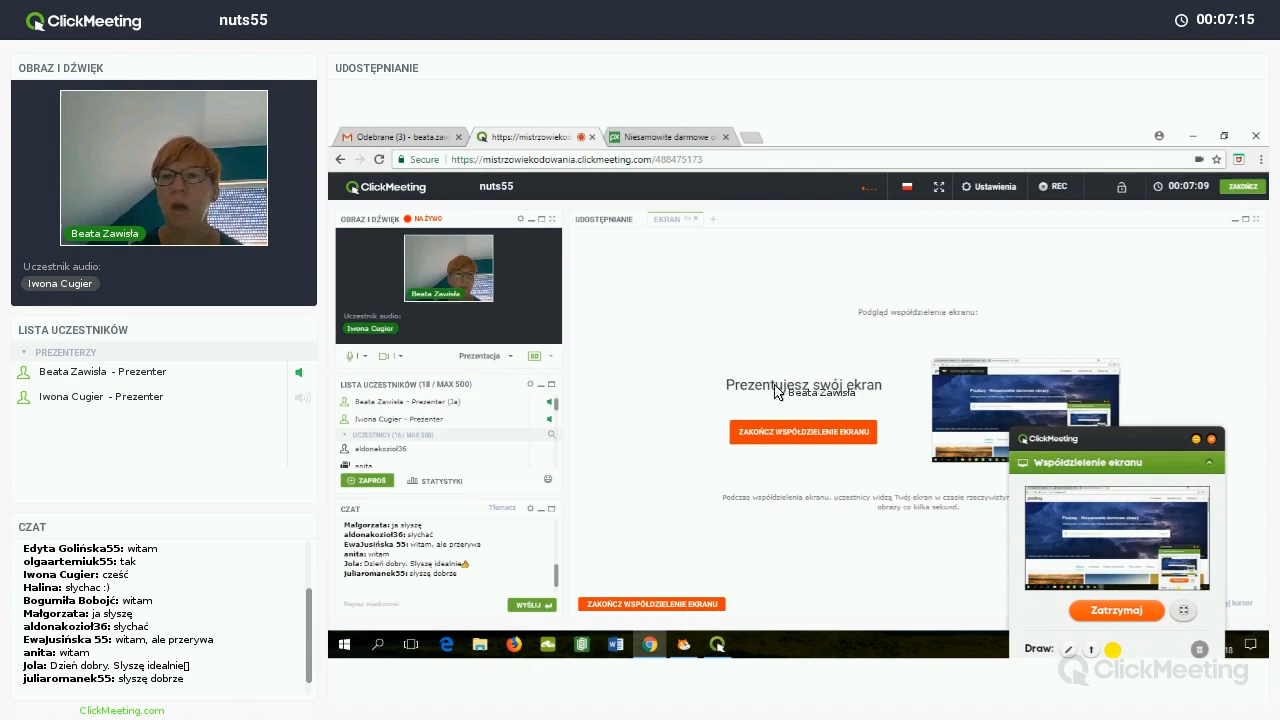 ClickMeeting
nuts55
00:07:15
OBRAZ I DŹWIĘK
Beata Zawisła
Uczestnik audio:
Iwona Cugier
LISTA UCZESTNIKÓW
PREZENTERZY
Beata Zawisła - Prezenter
Iwona Cugier - Prezenter
CZAT
Edyta Golińska55: witam
olgaartemiuk55: tak
Iwona Cugier: cześć
Halina: słychac :)
Bogumiła Bobojć: witam
Małgorzata: ja słyszę
aldonakozioł36: słychać
EwaJusińska 55: witam, ale przerywa
anita: witam
Jola: Dzień dobry. Słyszę idealnie
juliaromanek55: słyszę dobrze
ClickMeeting.com
UDOSTĘPNIANIE
Odebrane (3) - beata.zaw
https://mistrzowiekodo
Niesamowite darmowe o
Secure
https://mistrzowiekodowania.clickmeeting.com/488475173
ClickMeeting
nuts55
Ustawienia
REC
00:07:09
ZAKOŃCZ
OBRAZ I DŹWIĘK
NA ŻYWO
Beata Zawisła
Uczestnik audio:
Iwona Cugier
Prezentacja
SD
LISTA UCZESTNIKÓW (18 / MAX 500)
Beata Zawisła - Prezenter (Ja)
Iwona Cugier - Prezenter
UCZESTNICY (16 / MAX 500)
aldonakozioł36
anita
ZAPROŚ
STATYSTYKI
CZAT
Tłumacz
Małgorzata: ja słyszę
aldonakozioł36: słychać
EwaJusińska 55: witam, ale przerywa
anita: witam
Jola: Dzień dobry. Słyszę idealnie👍
juliaromanek55: słyszę dobrze
Napisz wiadomość
WYŚLIJ
UDOSTĘPNIANIE
EKRAN
Podgląd współdzielenia ekranu:
Prezentujesz swój ekran
Beata Zawisła
ZAKOŃCZ WSPÓŁDZIELENIE EKRANU
Podczas współdzielenia ekranu, uczestnicy widzą Twój ekran w czasie
obrazy co kilka sekund.
ZAKOŃCZ WSPÓŁDZIELENIE EKRANU
ClickMeeting
Współdzielenie ekranu
Zatrzymaj
kursor
Draw:
18
ClickMeeting